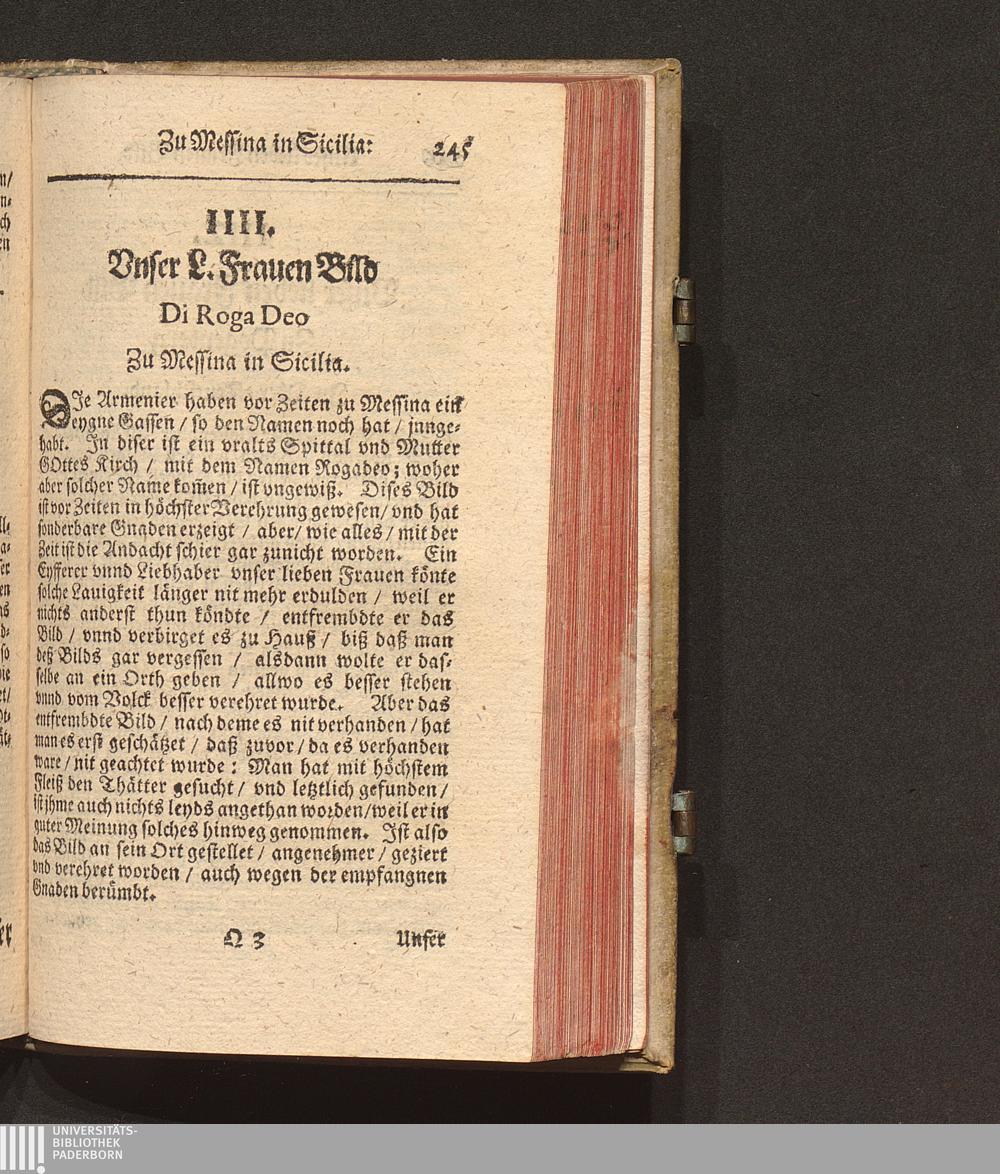 Zu Messina in Sicilia: 245
IIII.
Vnser L. Frauen Bild
Di Roga Deo
Zu Messina in Sicilia.
DIe Armenier haben vor Zeiten zu Messina ein
eygne Gassen / so den Namen noch hat / junge-
habt. In diser ist ein vralts Spittal vnd Mutter
GOttes Kirch / mit dem Namen Rogadeo; woher
aber solcher Name kom̃en / ist vngewiß. Dises Bild
ist vor Zeiten in höchster Verehrung gewesen / vnd hat
sonderbare Gnaden erzeigt / aber / wie alles / mit der
Zeit ist die Andacht schier gar zunicht worden. Ein
Eyfferer vnnd Liebhaber vnser lieben Frauen könte
solche Lauigkeit länger nit mehr erdulden / weil er
nichts anderst thun köndte / entfrembdte er das
Bild / vnnd verbirget es zu Hauß / biß daß man
deß Bilds gar vergessen / alsdann wolte er das-
selbe an ein Orth geben / allwo es besser stehen
vnnd vom Volck besser verehret wurde. Aber das
entfrembdte Bild / nach deme es nit verhanden / hat
man es erst geschätzet / daß zuvor / da es verhanden
ware / nit geachtet wurde: Man hat mit höchstem
Fleiß den Thätter gesucht / vnd letztlich gefunden /
ist jhme auch nichts leyds angethan worden / weil er in
guter Meinung solches hinweg genommen. Ist also
das Bild an sein Ort gestellet / angenehmer / geziert
vnd verehret worden / auch wegen der empfangnen
Gnaden berümbt.
Q 3 Unser
UNIVERSITÄTS-
BIBLIOTHEK
PADERBORN